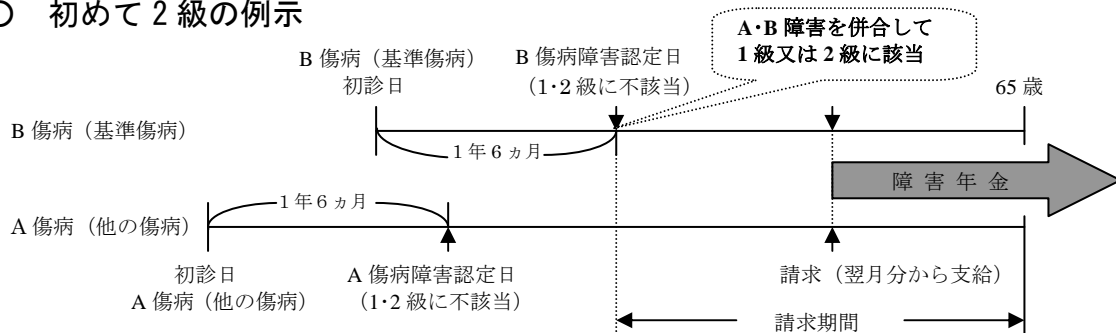 初めて2級の例示
A･B 障害を併合して
1級又は2級に該当
B 傷病（基準傷病）
初診日
B 傷病障害認定日
（1･2 級に不該当）
65 歳
B 傷病（基準傷病）
1年6ヵ月
障害年金
1年6ヵ月
A 傷病（他の傷病）
初診日
A 傷病（他の傷病）
A 傷病障害認定日
（1･2 級に不該当）
請求（翌月分から支給）
請求期間